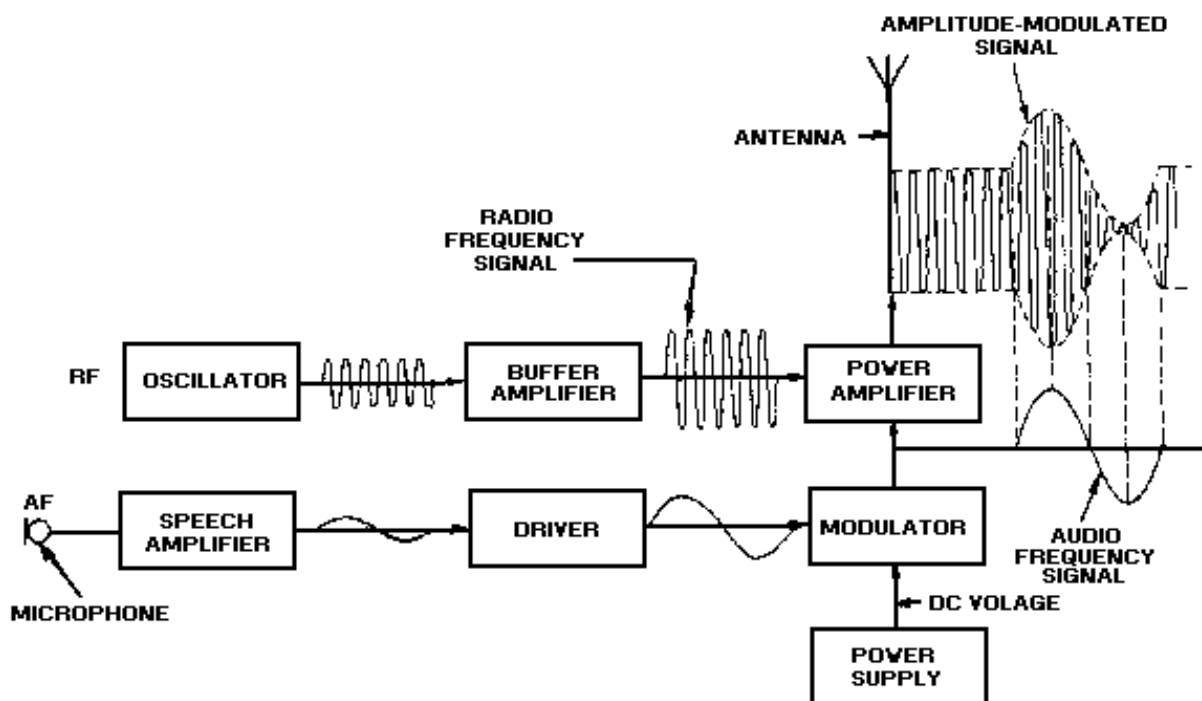 AMPLITUDE-MODULATED
SIGNAL
ANTENNA
RADIO
FREQUENCY
SIGNAL
RF
OSCILLATOR
BUFFER
AMPLIFIER
POWER
AMPLIFIER
AF
SPEECH
AMPLIFIER
DRIVER
MODULATOR
AUDIO
FREQUENCY
SIGNAL
MICROPHONE
DC VOLAGE
POWER
SUPPLY